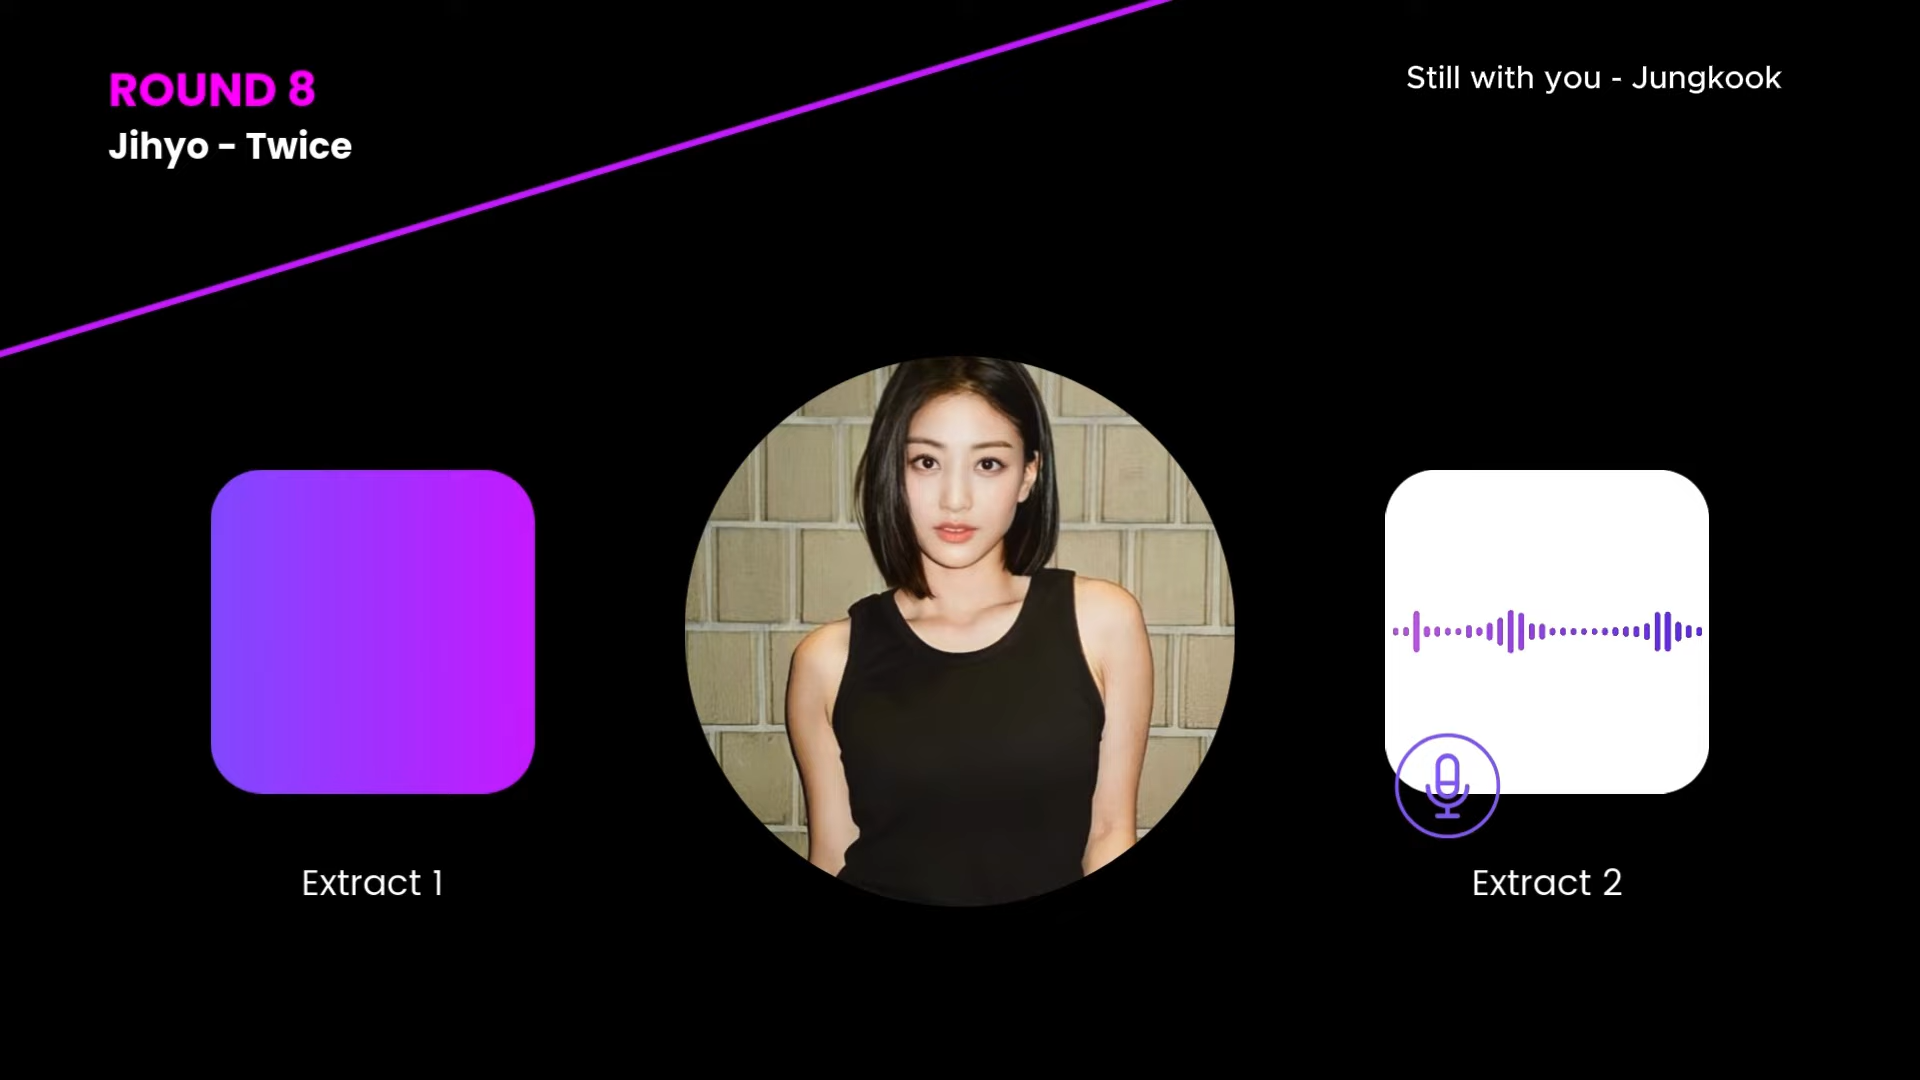 ROUND 8
Jihyo - Twice
Still with you - Jungkook
Extract 1
Extract 2